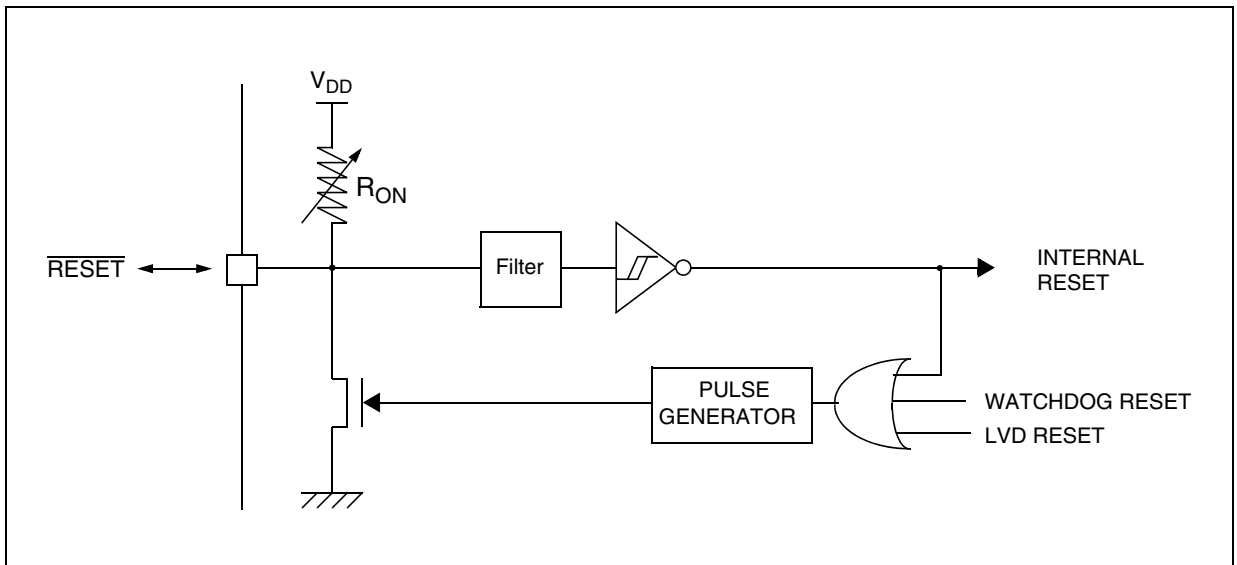 VDD
RON
RESET
Filter
INTERNAL
RESET
PULSE
GENERATOR
WATCHDOG RESET
LVD RESET